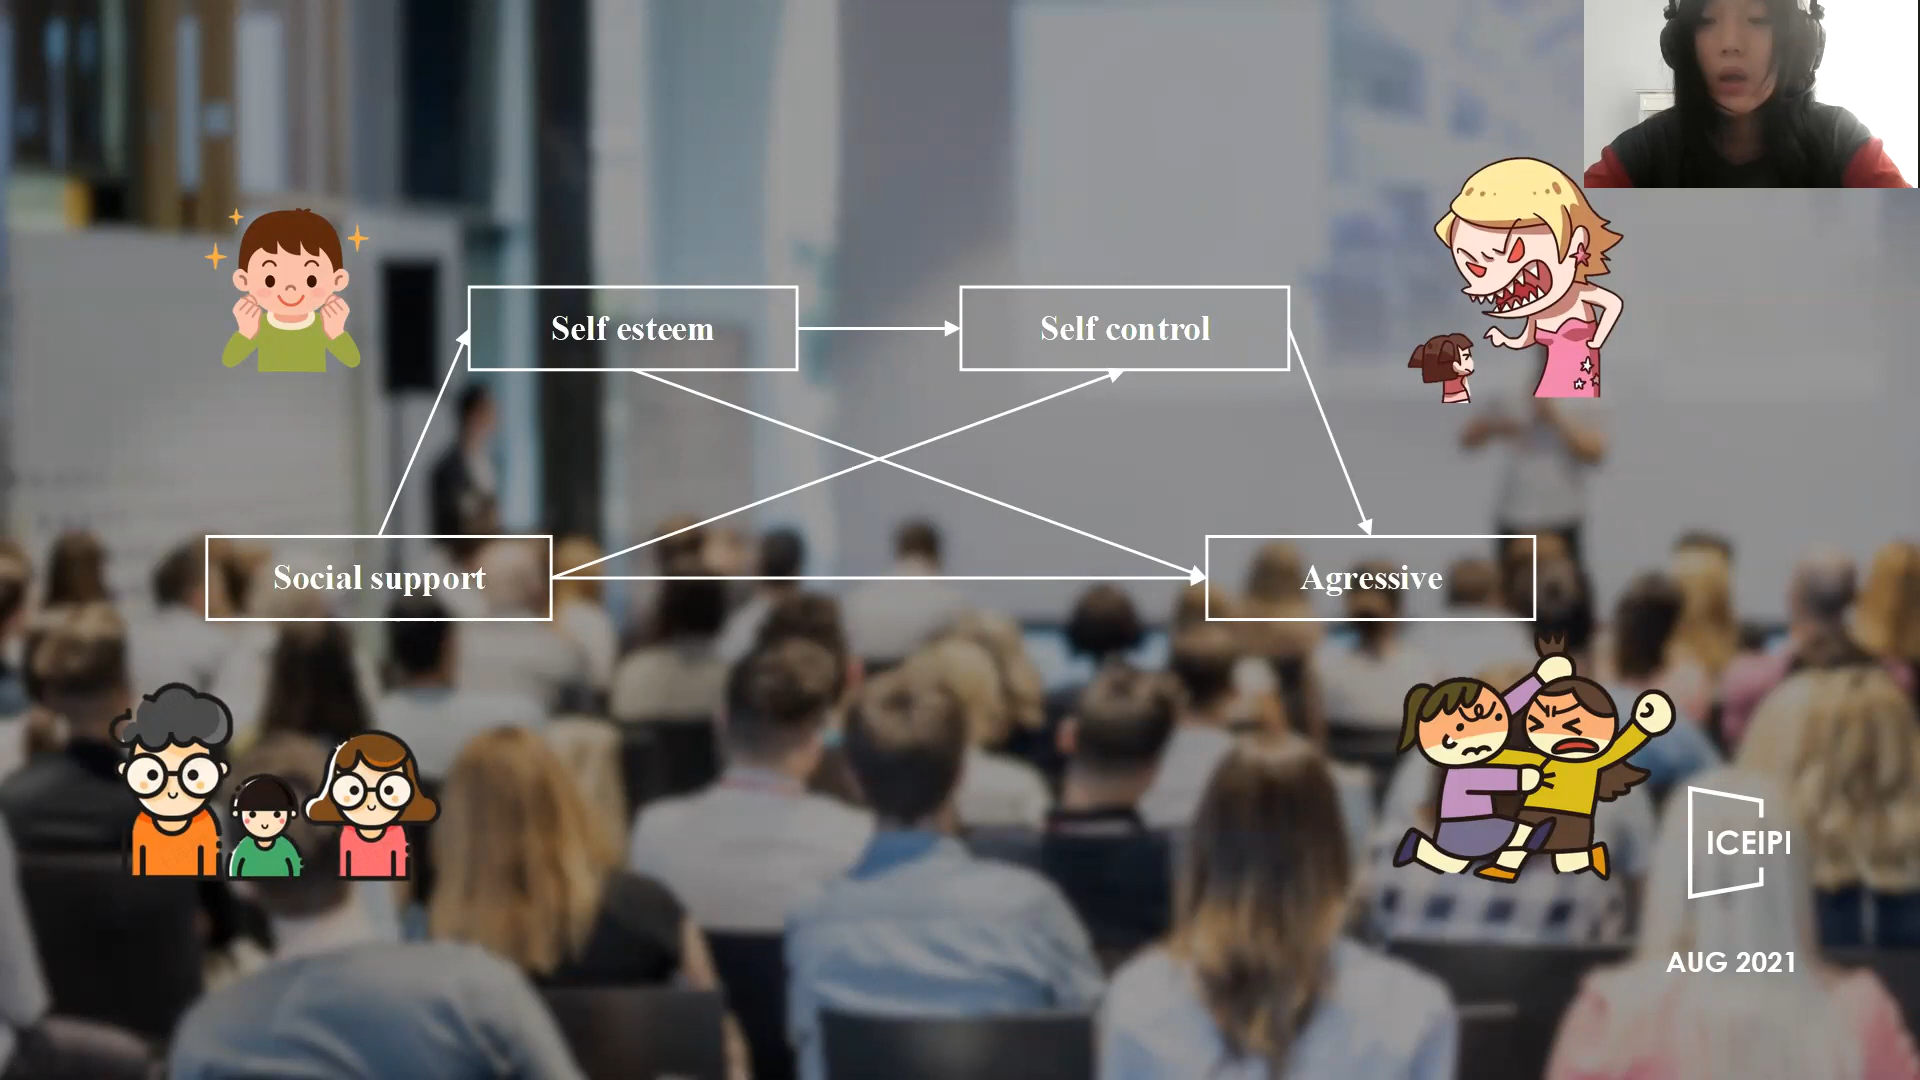 Self esteem
Self control
Social support
Agressive
ICEIPI
AUG 2021